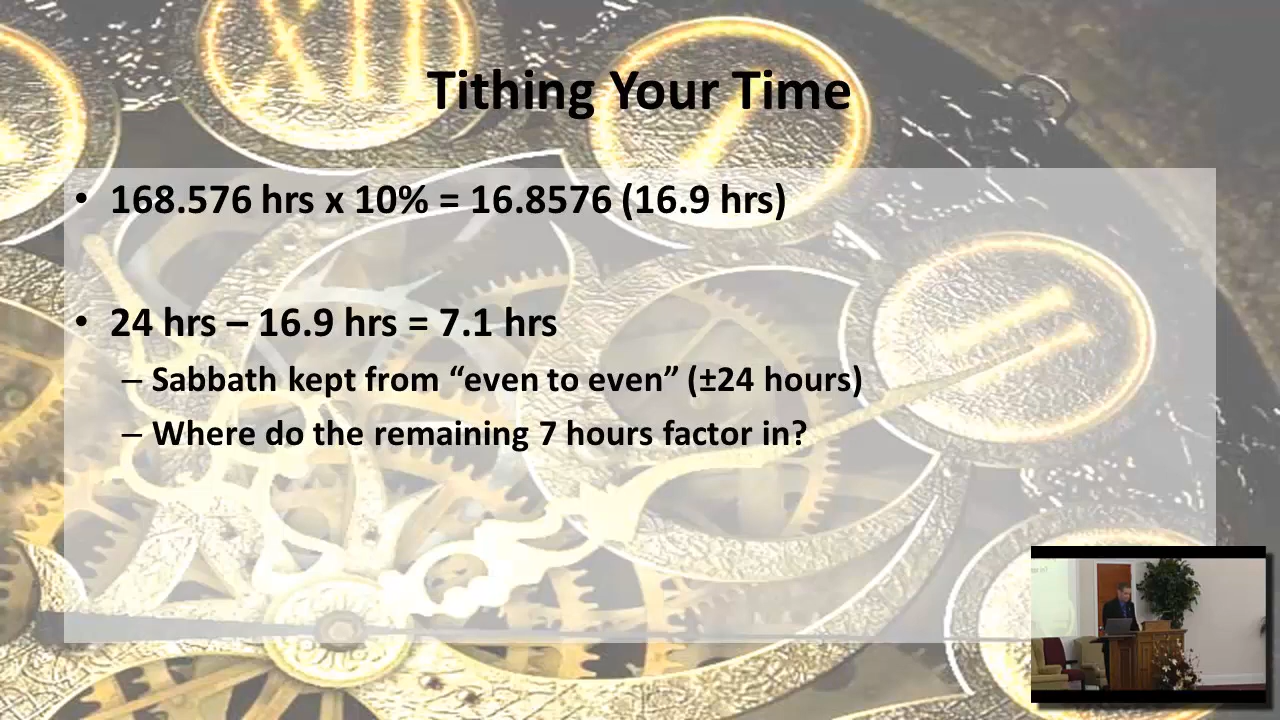 Tithing Your Time
• 168.576 hrs x 10% = 16.8576 (16.9 hrs)
• 24 hrs – 16.9 hrs = 7.1 hrs
– Sabbath kept from “even to even” (±24 hours)
– Where do the remaining 7 hours factor in?